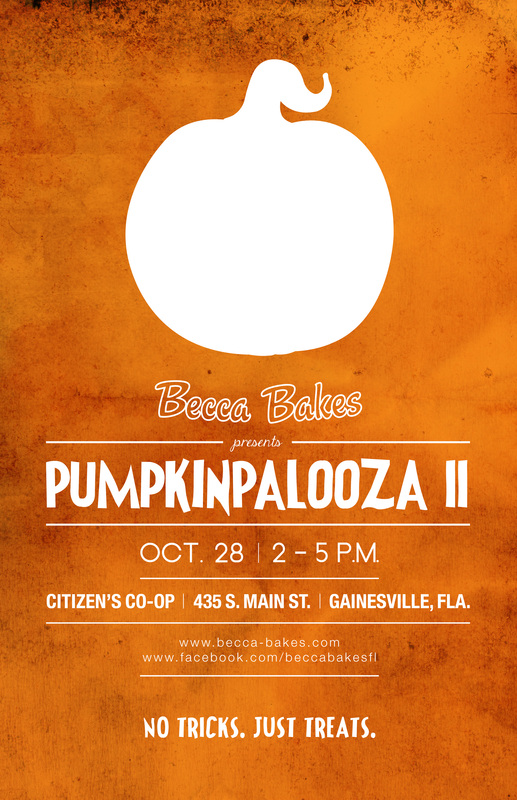 Becca Bakes
presents
PUMPKINPALOOZA II
OCT. 28 | 2 - 5 P.M.
CITIZEN'S CO-OP | 435 S. MAIN ST. | GAINESVILLE, FLA.
www.becca-bakes.com
www.facebook.com/beccabakesfl
NO TRICKS. JUST TREATS.